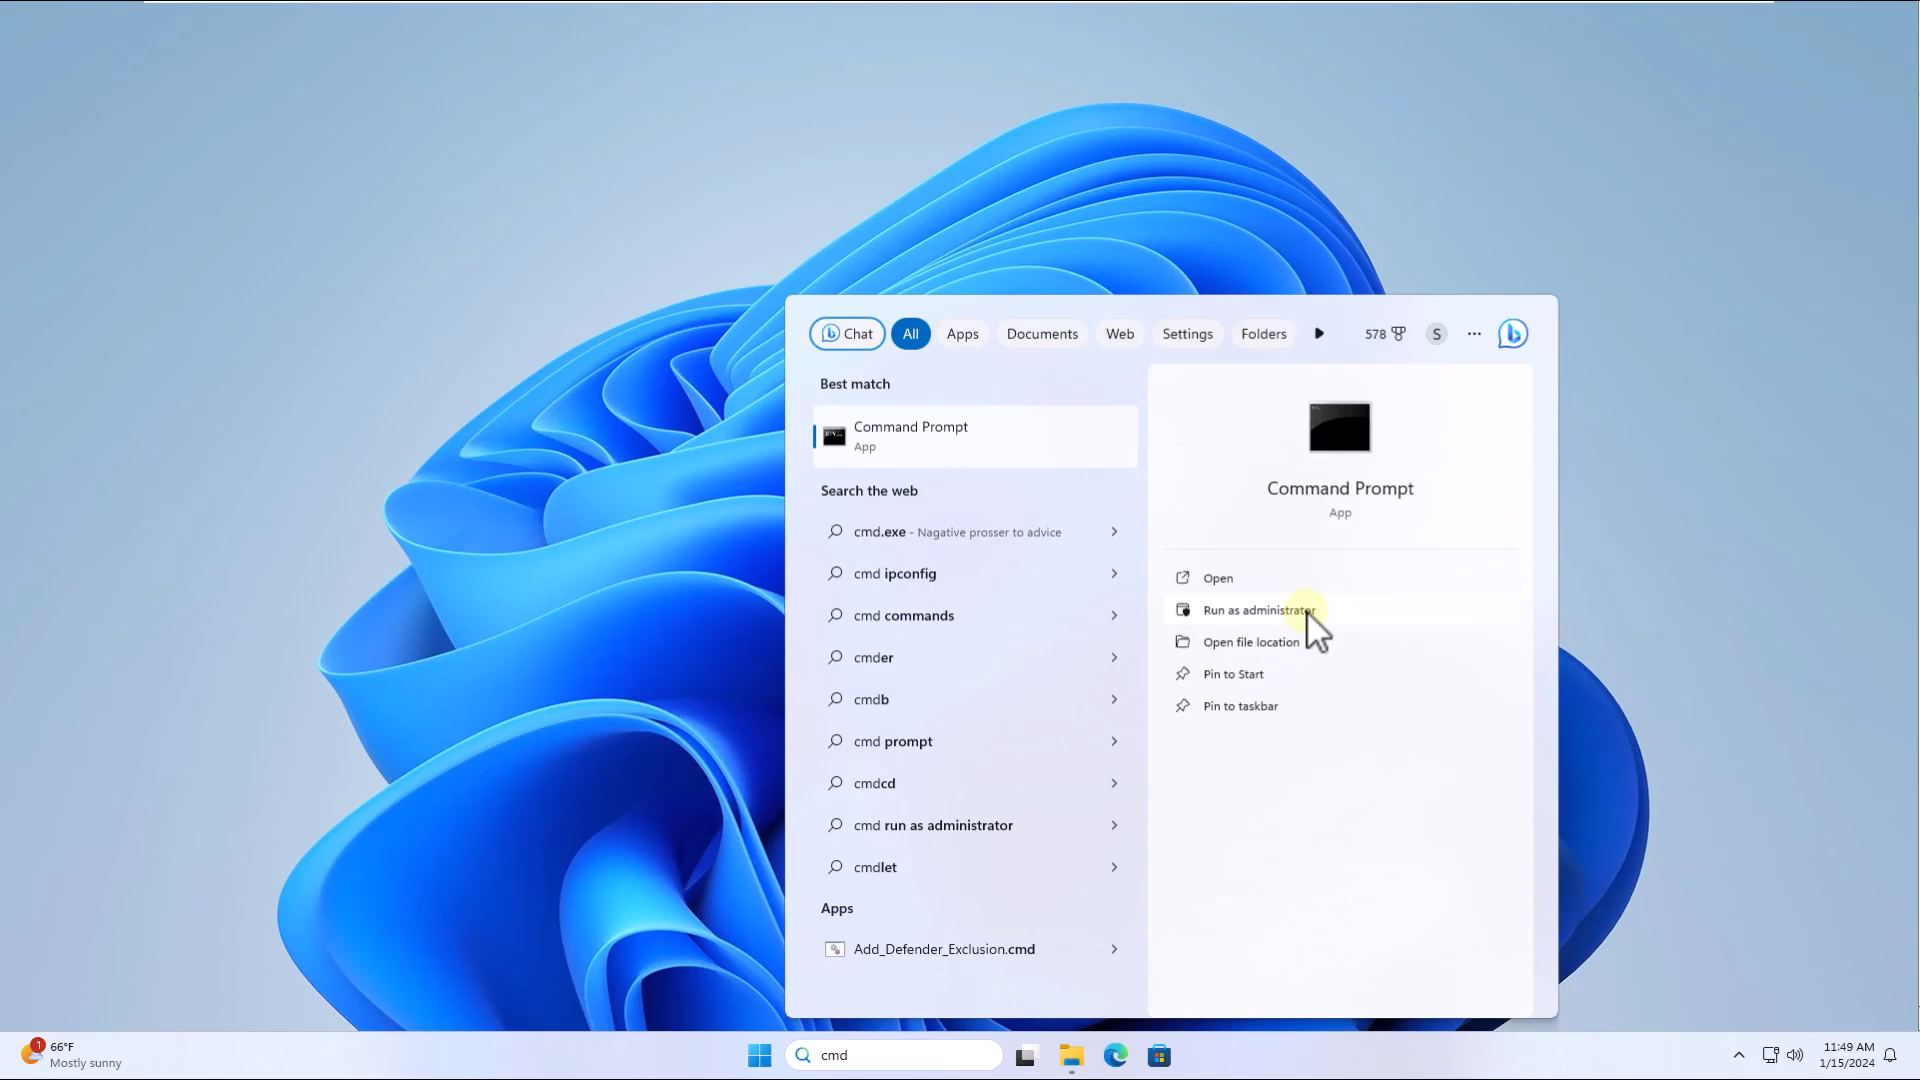 Chat All Apps Documents Web Settings Folders 578 S
Best match
Command Prompt
App
Search the web
cmd.exe - Nagative prosser to advice
cmd ipconfig
cmd commands
cmder
cmdb
cmd prompt
cmdcd
cmd run as administrator
cmdlet
Apps
Add_Defender_Exclusion.cmd
Command Prompt
App
Open
Run as administrator
Open file location
Pin to Start
Pin to taskbar
1
66°F
Mostly sunny
cmd
11:49 AM
1/15/2024